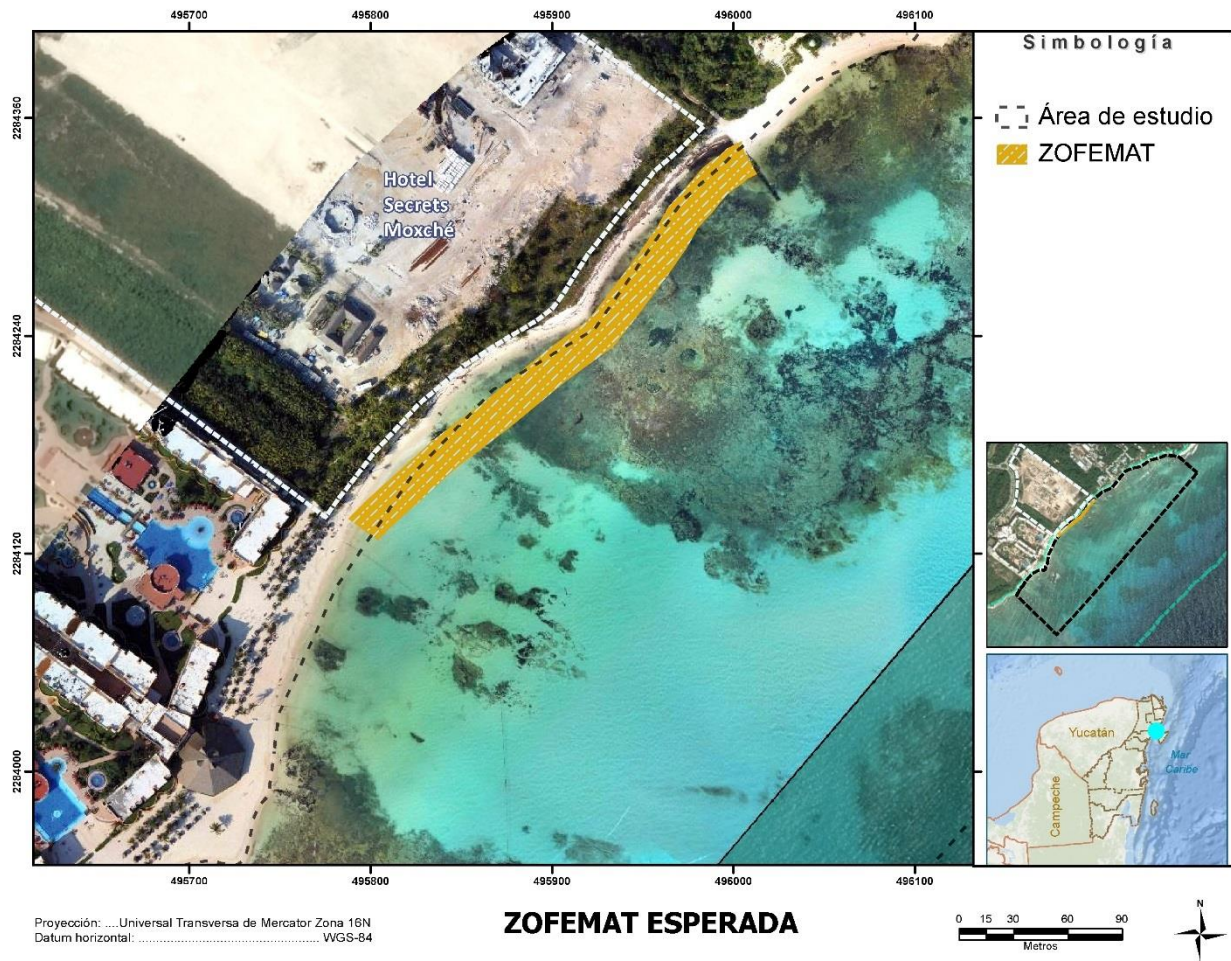 495700 495800 495900 496000 496100
Simbología
Área de estudio
ZOFEMAT
2284360
2284240
2284120
2284000
Hotel
Secrets
Moxché
Yucatán
Mar
Caribe
Campeche
495700 495800 495900 496000 496100
Proyección: ....Universal Transversa de Mercator Zona 16N
Datum horizontal: ................................................ WGS-84
ZOFEMAT ESPERADA
0 15 30 60 90
Metros
N